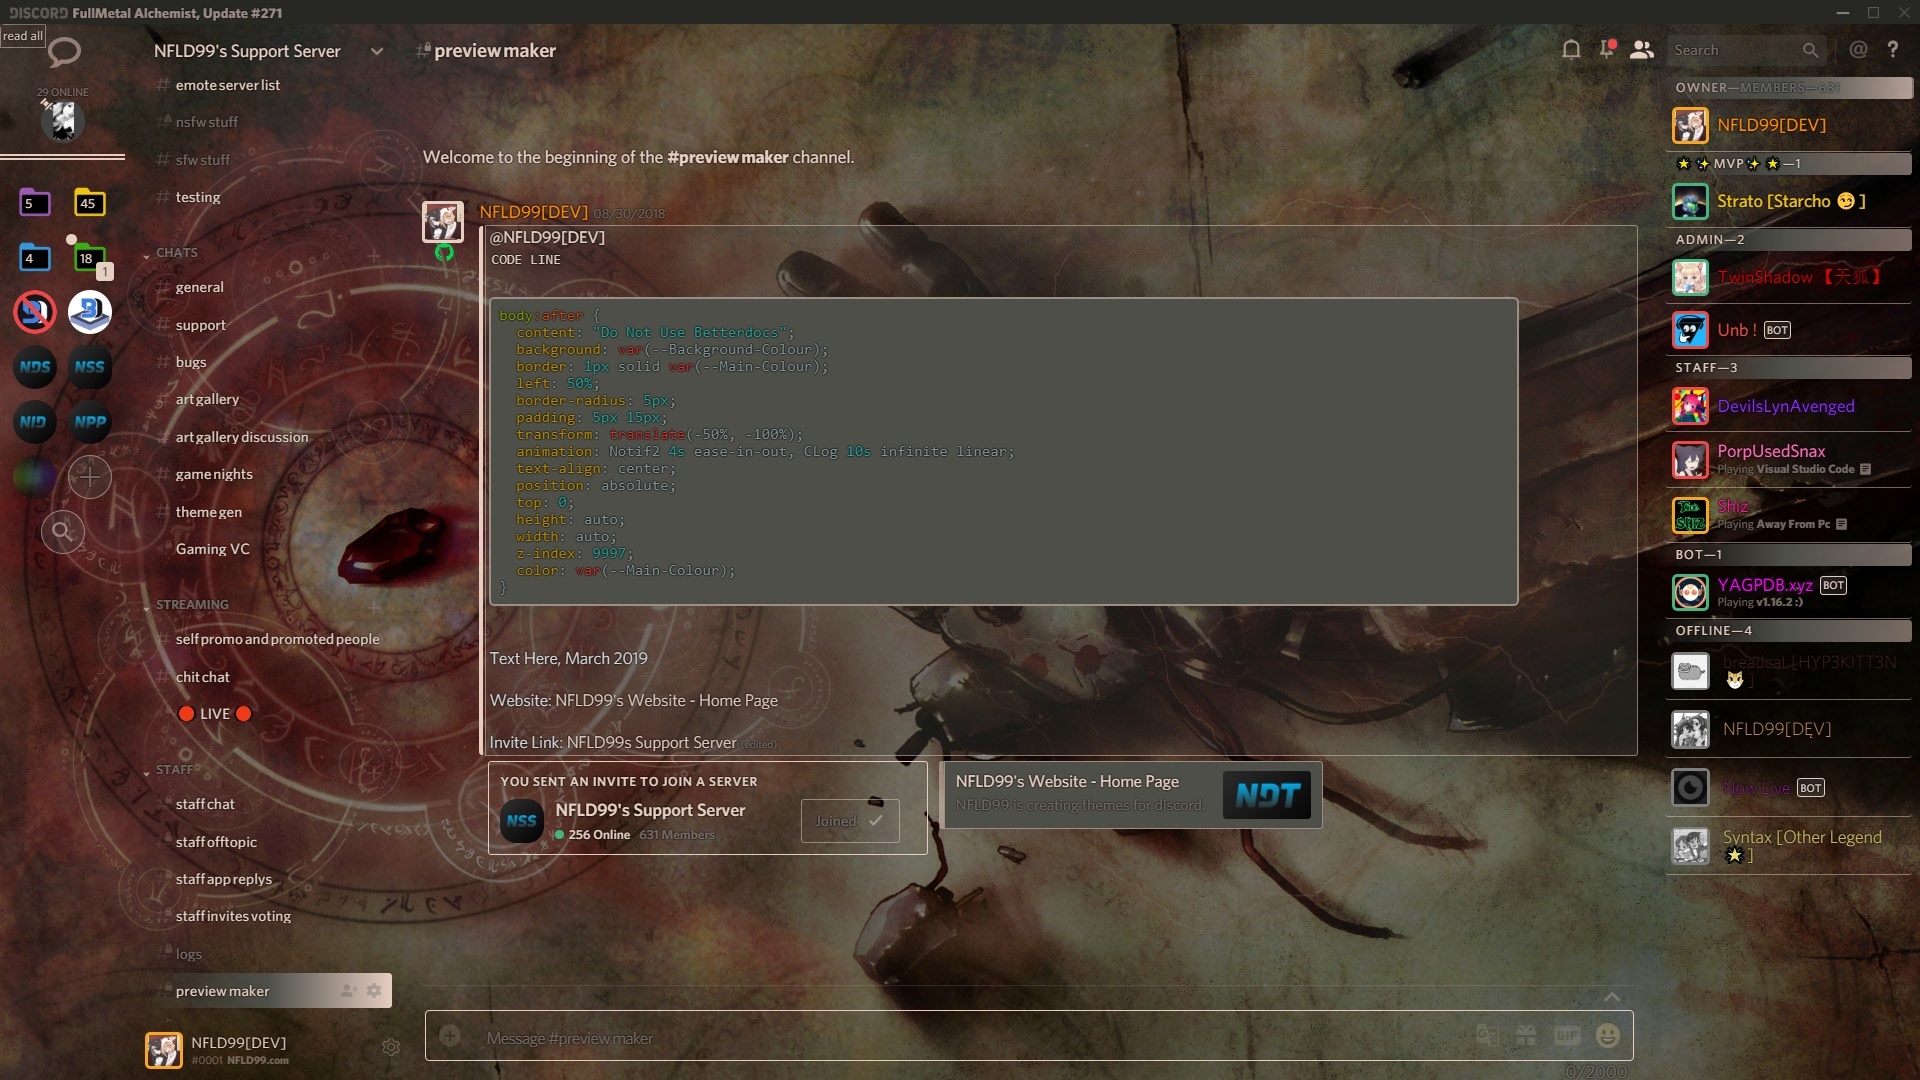 DISCORD FullMetal Alchemist, Update #271
read all
NFLD99's Support Server
# preview maker
Search
29 ONLINE
5
45
4
18
1
NDS
NSS
NID
NPP
emote server list
nsfw stuff
sfw stuff
testing
CHATS
general
support
bugs
art gallery
art gallery discussion
game nights
theme gen
Gaming VC
STREAMING
self promo and promoted people
chit chat
🔴 LIVE 🔴
STAFF
staff chat
staff offtopic
staff app replys
staff invites voting
logs
preview maker
NFLD99[DEV]
#0001 NFLD99.com
Welcome to the beginning of the #preview maker channel.
NFLD99[DEV] 08/30/2018
@NFLD99[DEV]
CODE LINE
body:after {
content: "Do Not Use Betterdocs";
background: var(--Background-Colour);
border: 1px solid var(--Main-Colour);
left: 50%;
border-radius: 5px;
padding: 5px 15px;
transform: translate(-50%, -100%);
animation: Notif2 4s ease-in-out, CLog 10s infinite linear;
text-align: center;
position: absolute;
top: 0;
height: auto;
width: auto;
z-index: 9997;
color: var(--Main-Colour);
}
Text Here, March 2019
Website: NFLD99's Website - Home Page
Invite Link: NFLD99s Support Server (edited)
YOU SENT AN INVITE TO JOIN A SERVER
NSS
NFLD99's Support Server
256 Online 631 Members
Joined
NFLD99's Website - Home Page
NFLD99 is creating themes for discord.
NDT
Message #preview maker
GIF
0/2000
OWNER—MEMBERS—631
NFLD99[DEV]
MVP —1
Strato [Starcho 😏 ]
ADMIN—2
TwinShadow 【天狐】
Unb ! BOT
STAFF—3
DevilsLynAvenged
PorpUsedSnax
Playing Visual Studio Code
The SHIZ
Shiz
Playing Away From Pc
BOT—1
YAGPDB.xyz BOT
Playing v1.16.2 :)
OFFLINE—4
breadcat [HYP3KITT3N
🐱 ]
NFLD99[DEV]
Now Live BOT
Syntax [Other Legend
🌟 ]